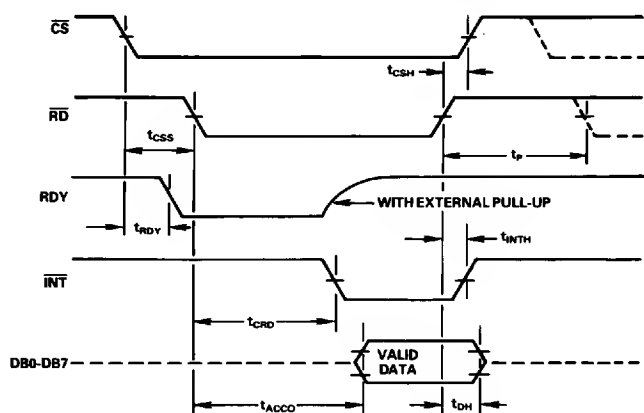 CS
tCSH
RD
tCSS
tP
RDY
WITH EXTERNAL PULL-UP
tRDY
tINTH
INT
tCRD
DB0-DB7
VALID
DATA
tACCO
tDH